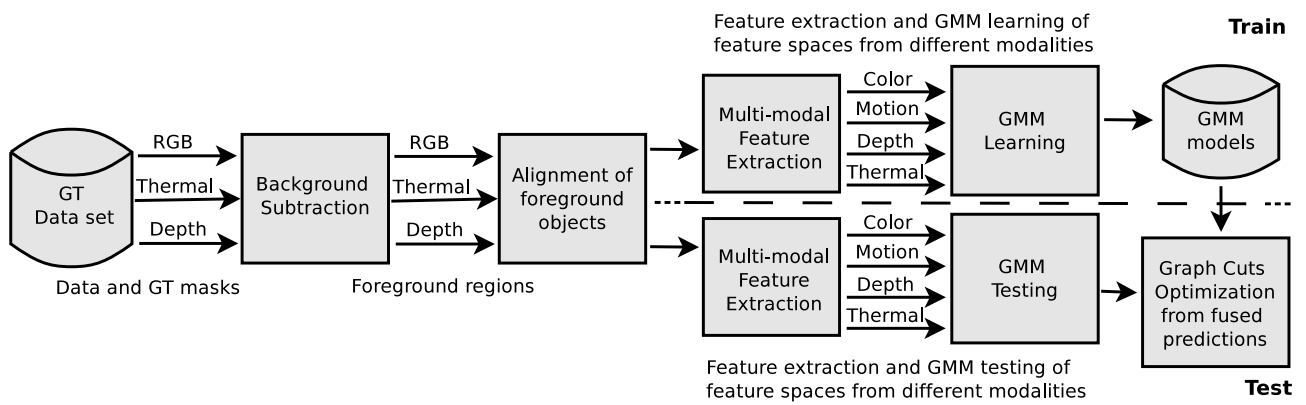 Feature extraction and GMM learning of
feature spaces from different modalities
Train
GT
Data set
RGB
Thermal
Depth
Data and GT masks
Background
Subtraction
RGB
Thermal
Depth
Foreground regions
Alignment of
foreground
objects
Multi-modal
Feature
Extraction
Color
Motion
Depth
Thermal
GMM
Learning
GMM
models
Multi-modal
Feature
Extraction
Color
Motion
Depth
Thermal
GMM
Testing
Graph Cuts
Optimization
from fused
predictions
Feature extraction and GMM testing of
feature spaces from different modalities
Test